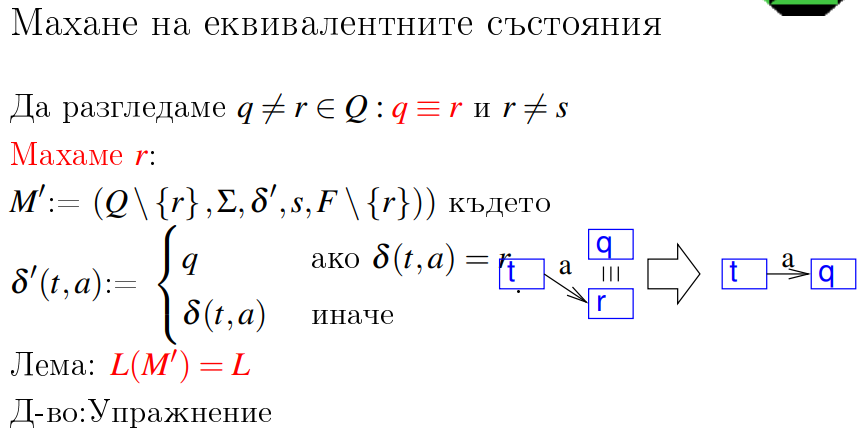 Махане на еквивалентните състояния
Да разгледаме q ≠ r ∈ Q : q ≡ r и r ≠ s
Махаме r:
M′:= (Q \ {r} , Σ, δ′, s, F \ {r})) където
δ′(t,a):= { q ако δ(t,a) = r
δ(t,a) иначе .
t a q ≡ r t a q
Лема: L(M′) = L
Д-во:Упражнение